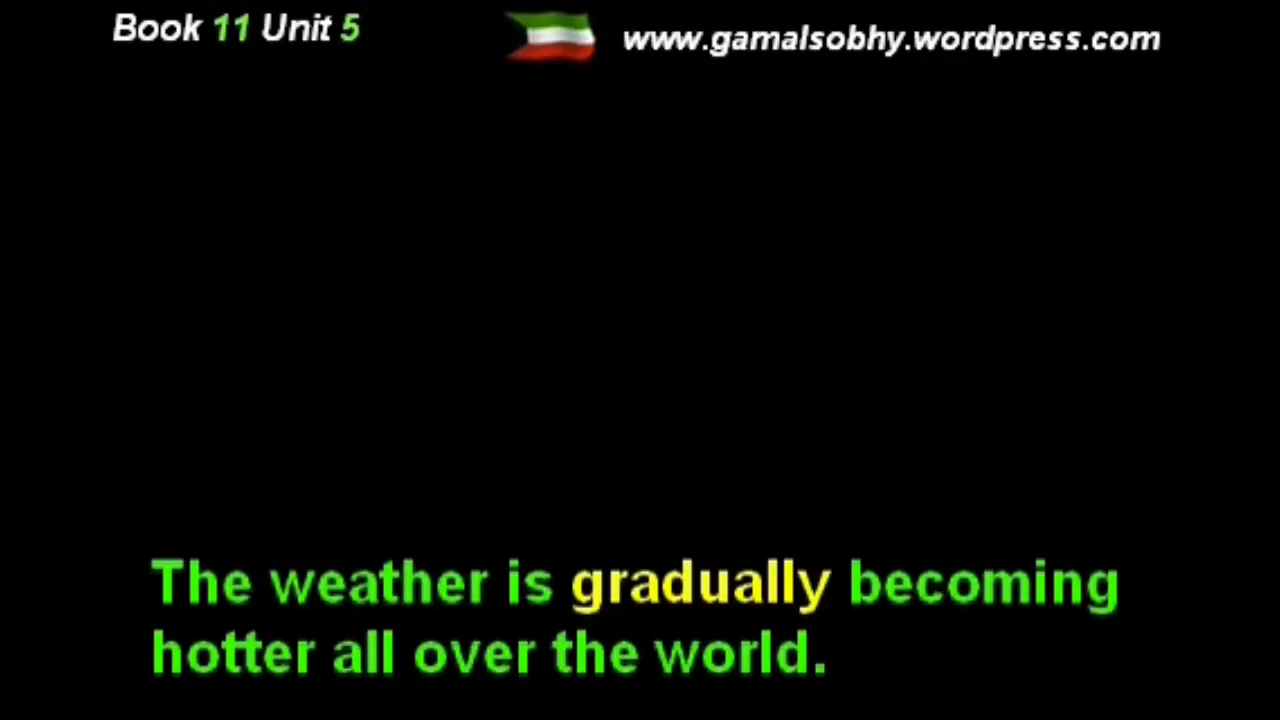 Book 11 Unit 5
www.gamalsobhy.wordpress.com
The weather is gradually becoming
hotter all over the world.